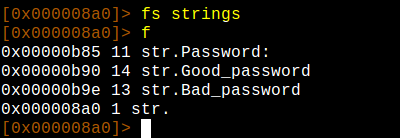 [0x000008a0]> fs strings
[0x000008a0]> f
0x00000b85 11 str.Password:
0x00000b90 14 str.Good_password
0x00000b9e 13 str.Bad_password
0x000008a0 1 str.
[0x000008a0]>